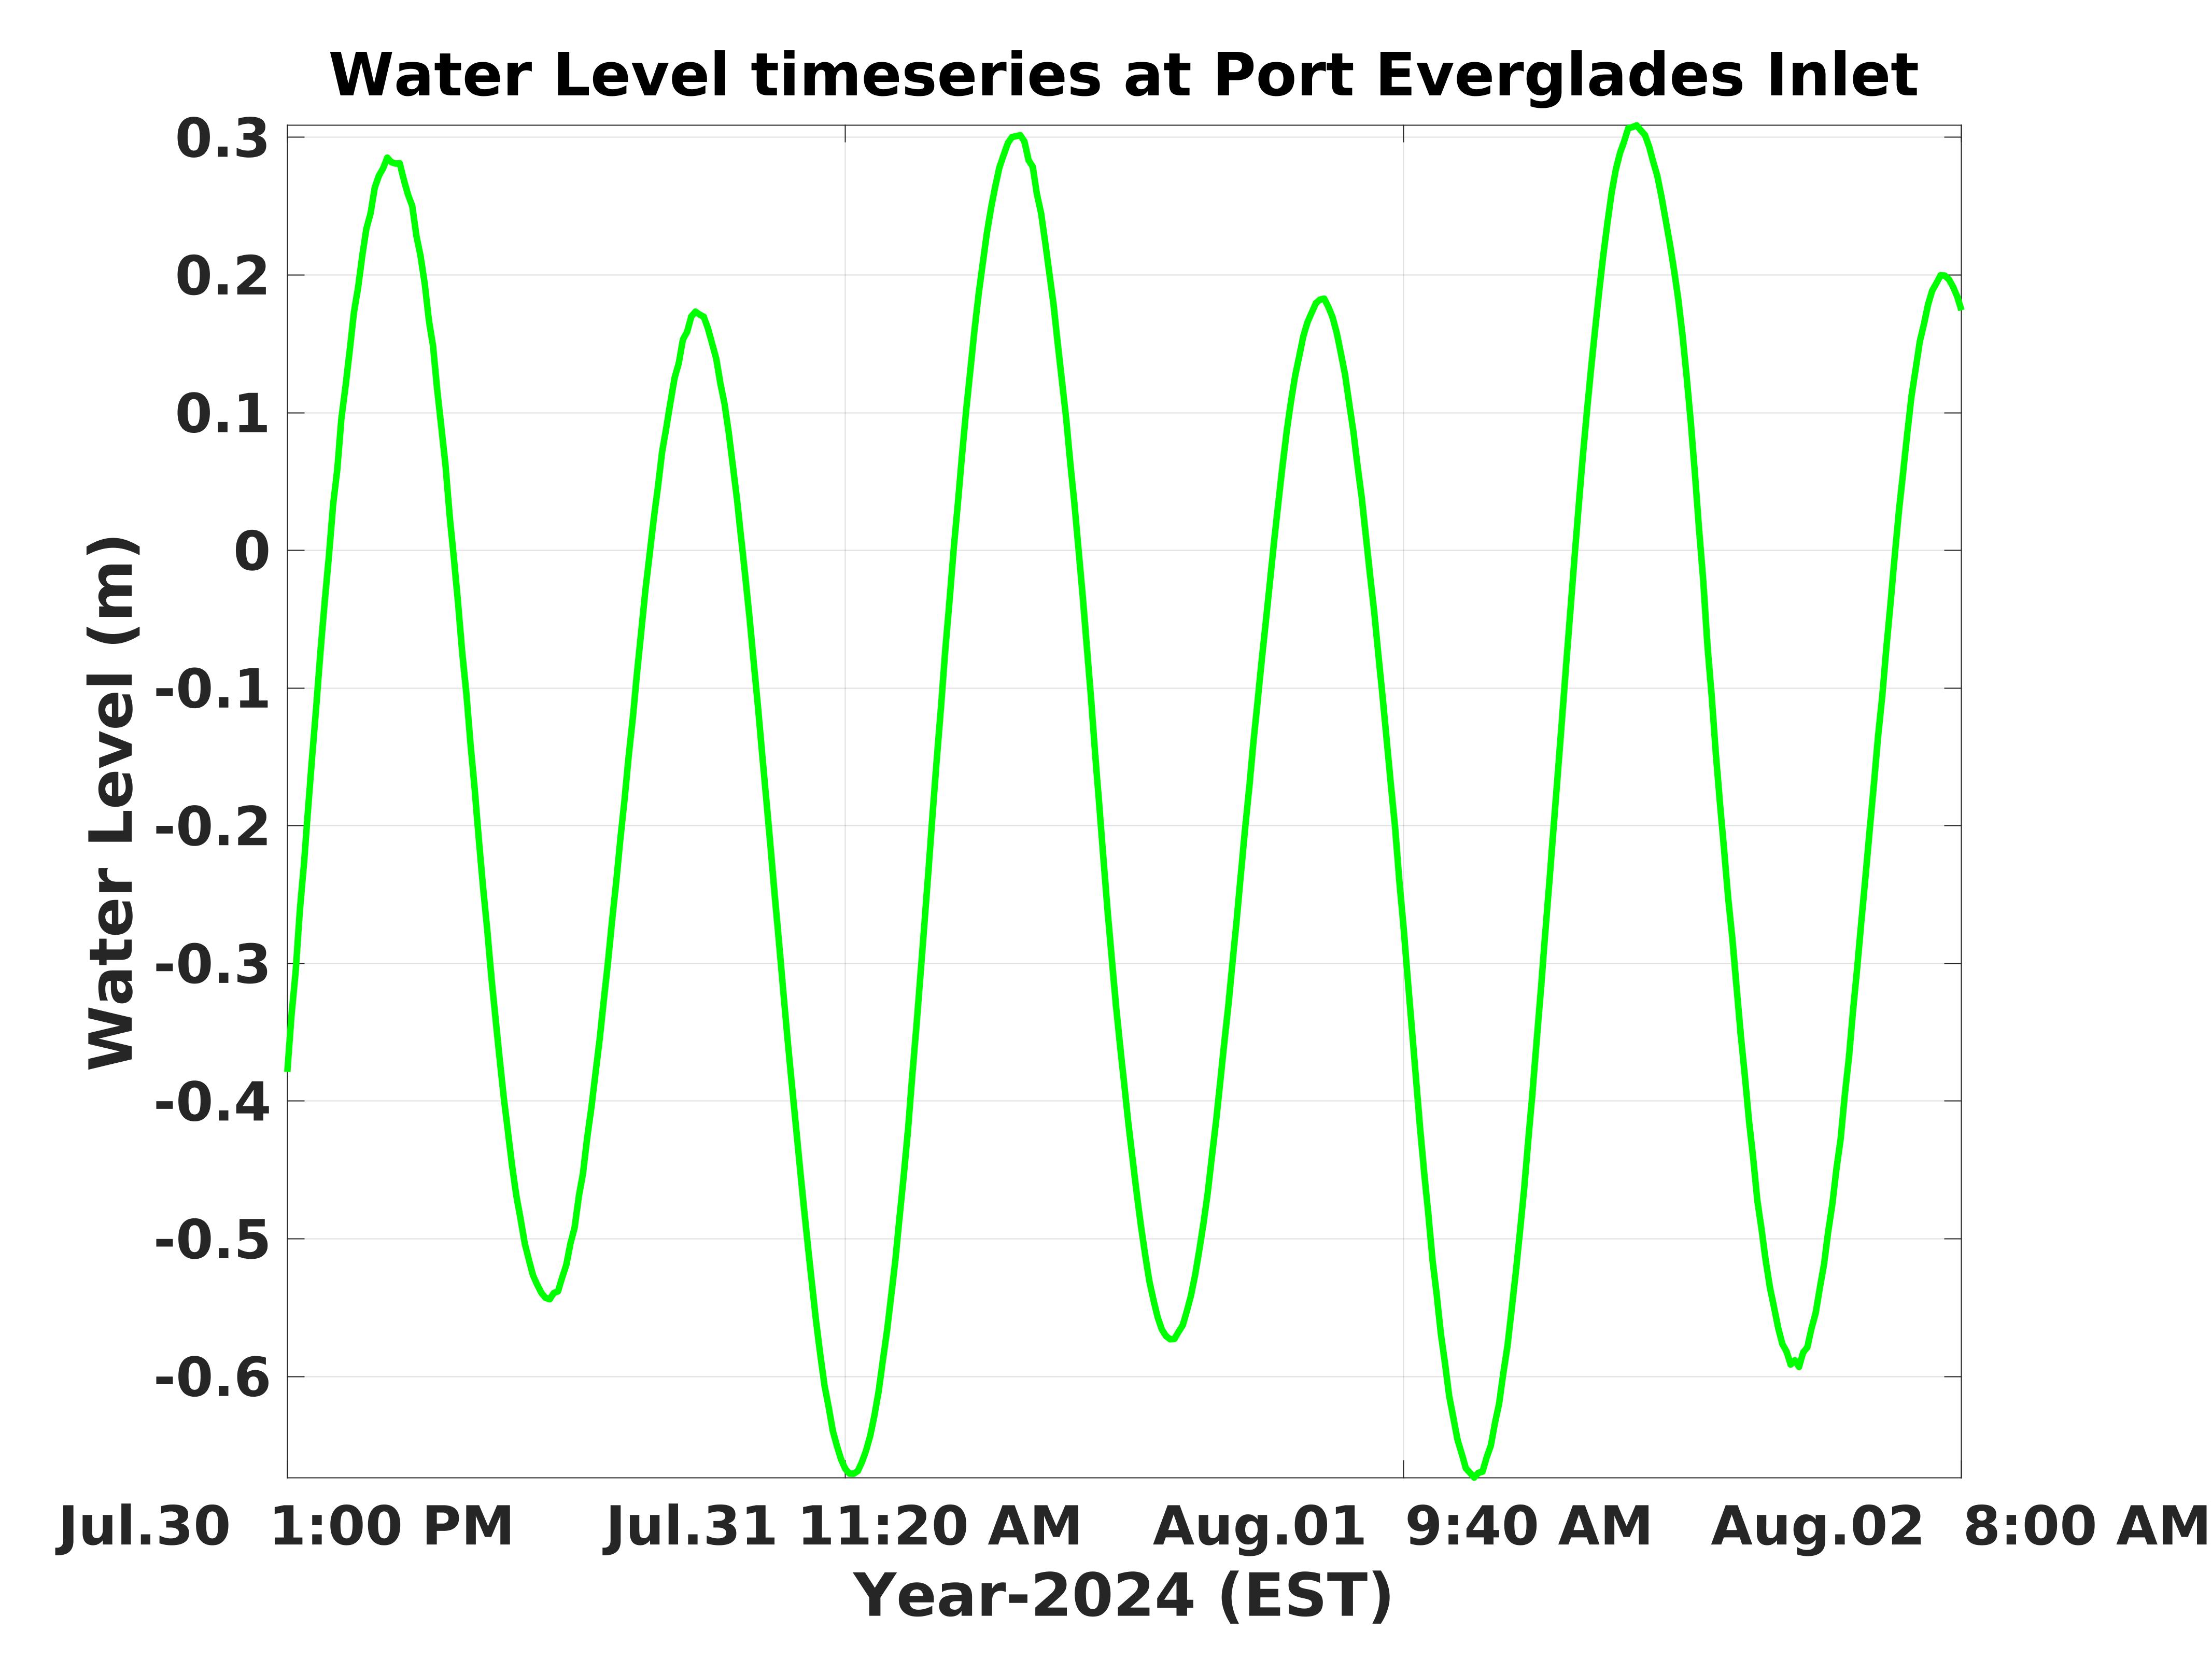 Water Level timeseries at Port Everglades Inlet
0.3
0.2
0.1
0
-0.1
-0.2
-0.3
-0.4
-0.5
-0.6
Water Level (m)
Jul.30 1:00 PM Jul.31 11:20 AM Aug.01 9:40 AM Aug.02 8:00 AM
Year-2024 (EST)